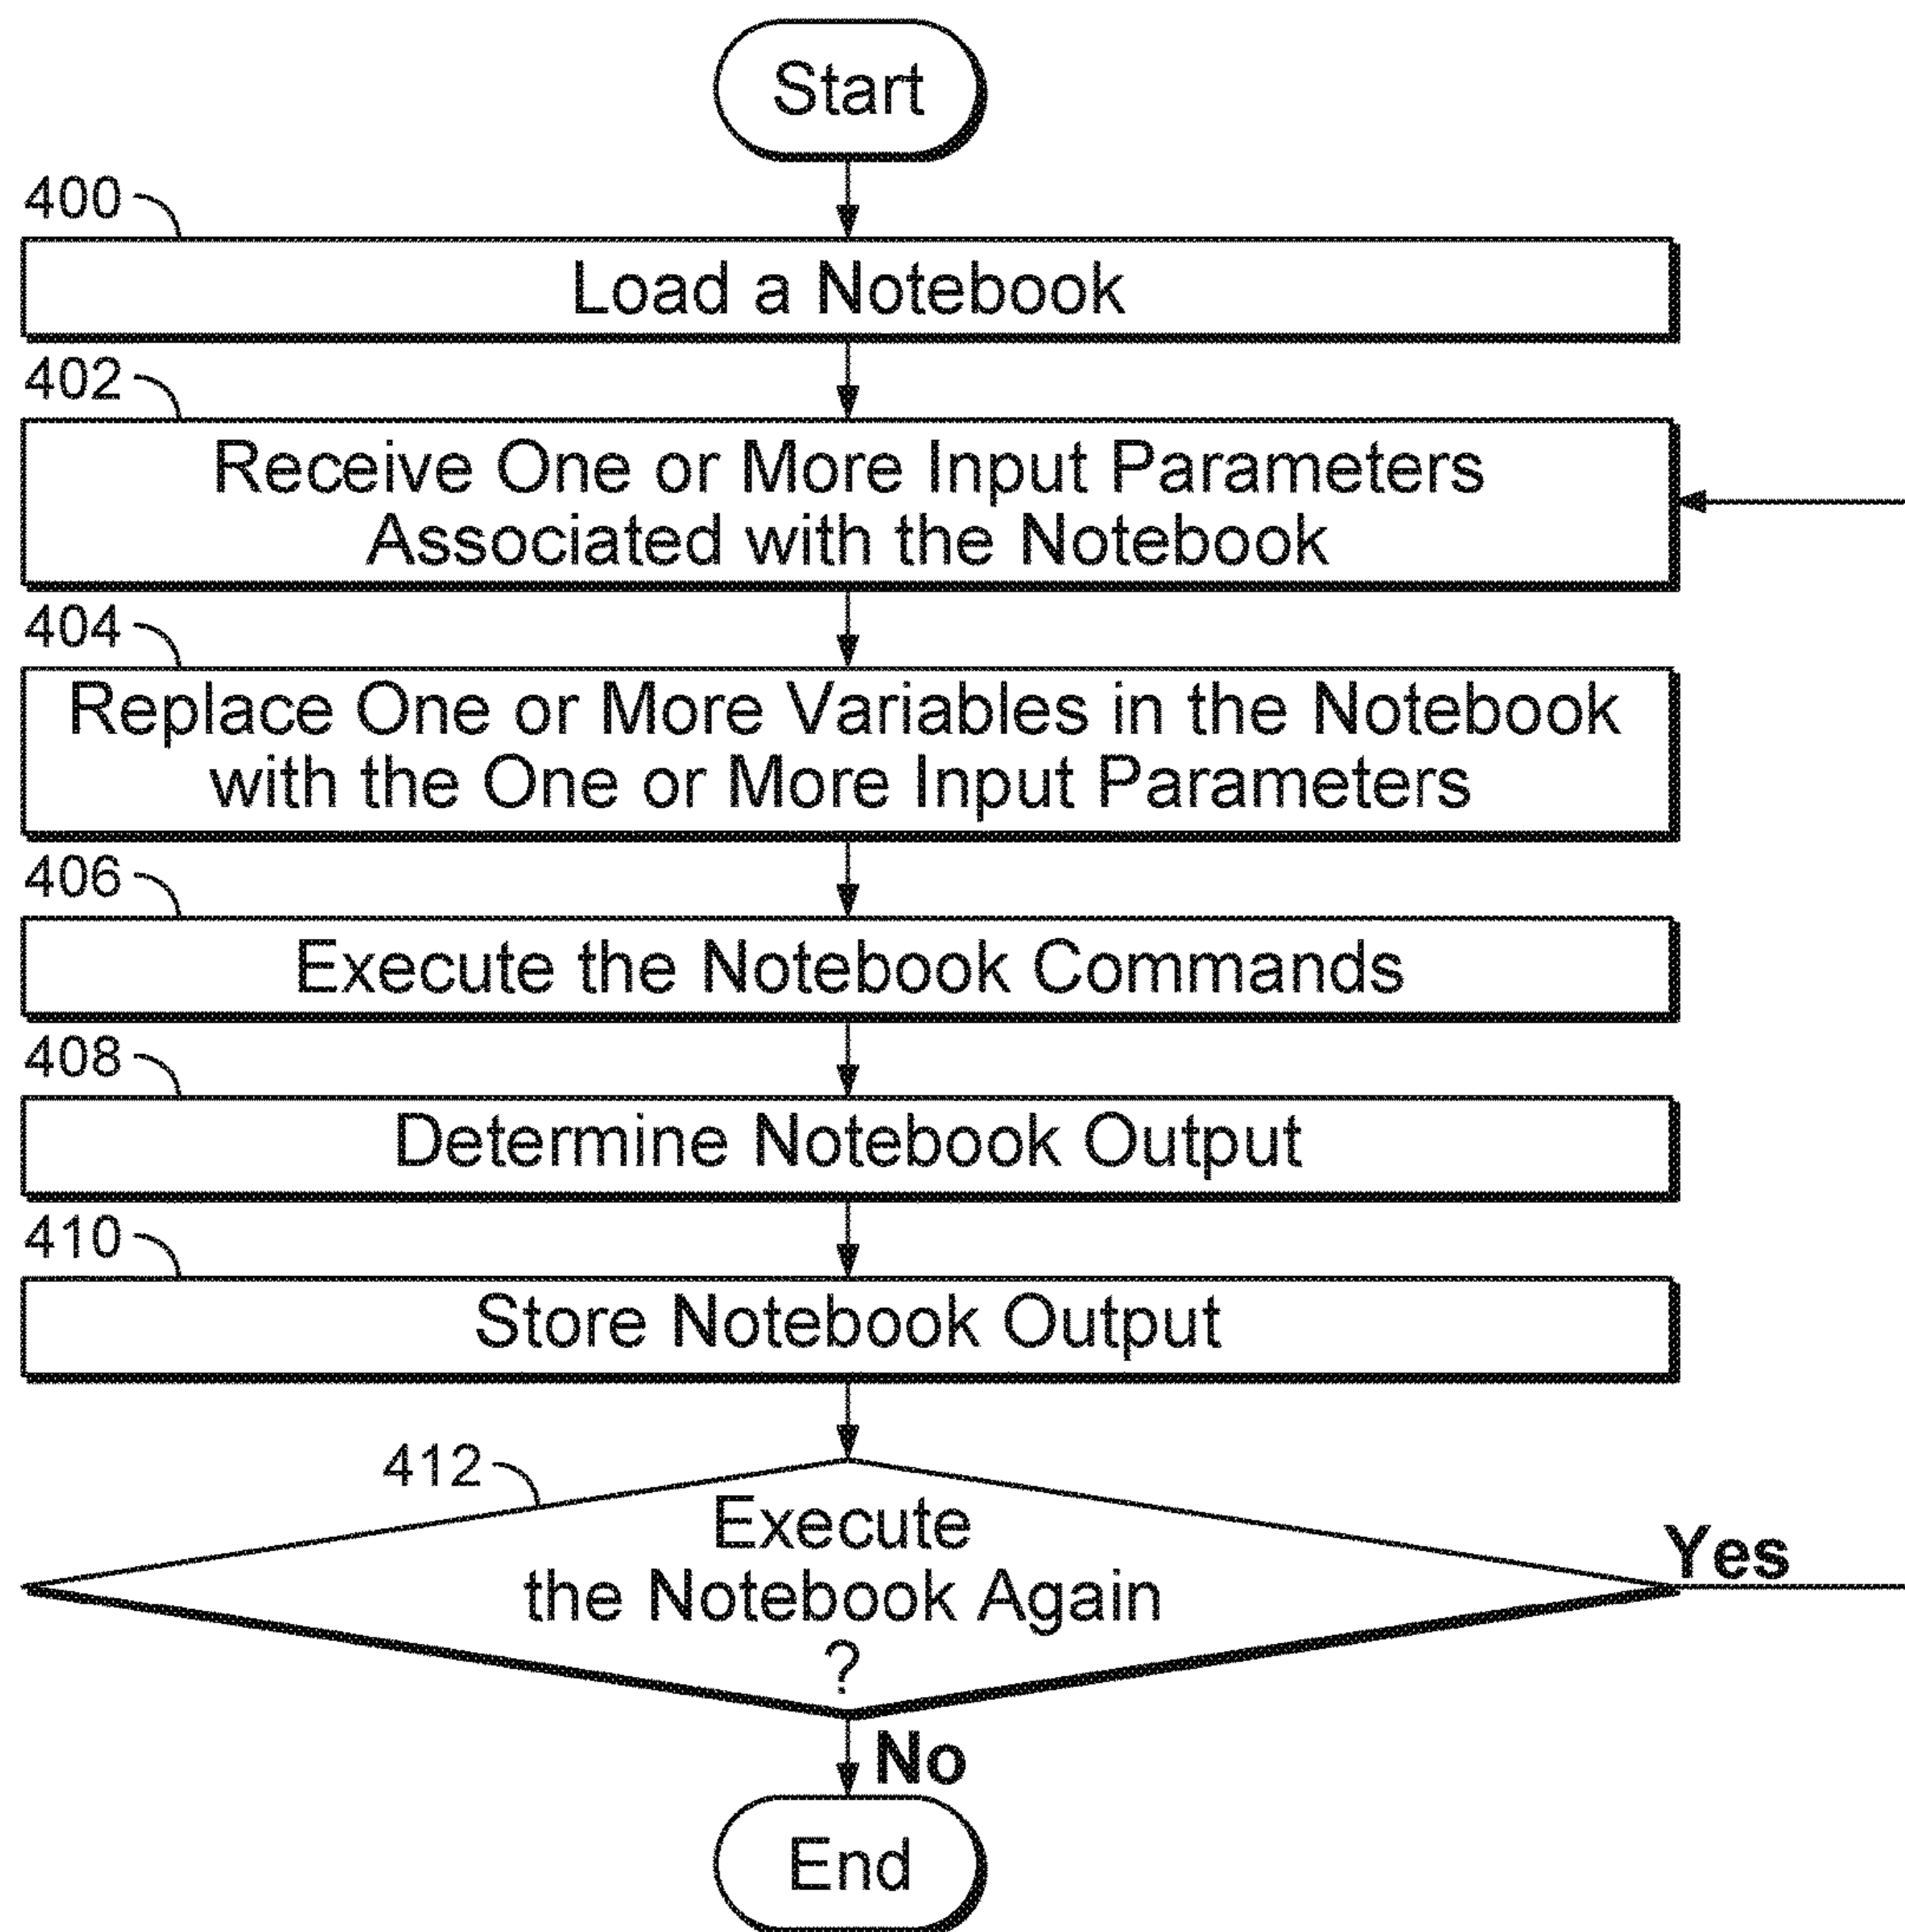 Start
400
Load a Notebook
402
Receive One or More Input Parameters
Associated with the Notebook
404
Replace One or More Variables in the Notebook
with the One or More Input Parameters
406
Execute the Notebook Commands
408
Determine Notebook Output
410
Store Notebook Output
412
Execute
the Notebook Again
?
Yes
No
End